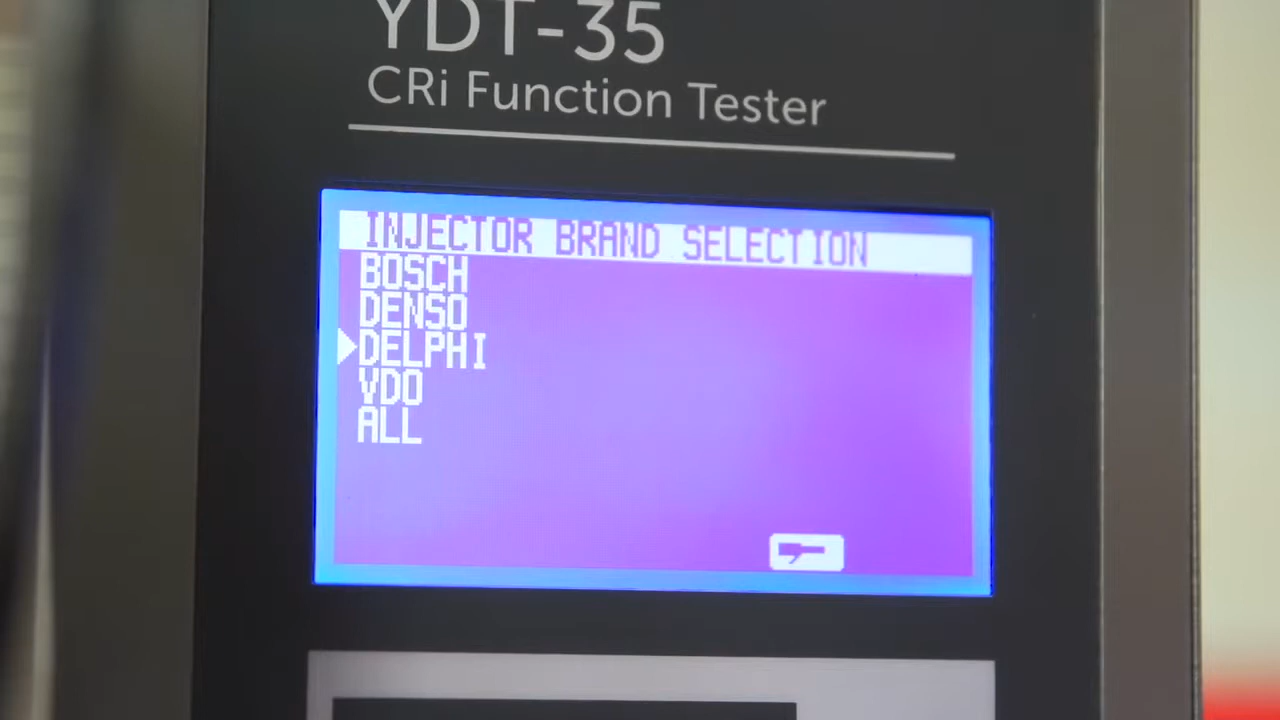 YDT-35
CRi Function Tester
INJECTOR BRAND SELECTION
BOSCH
DENSO
DELPHI
VDO
ALL